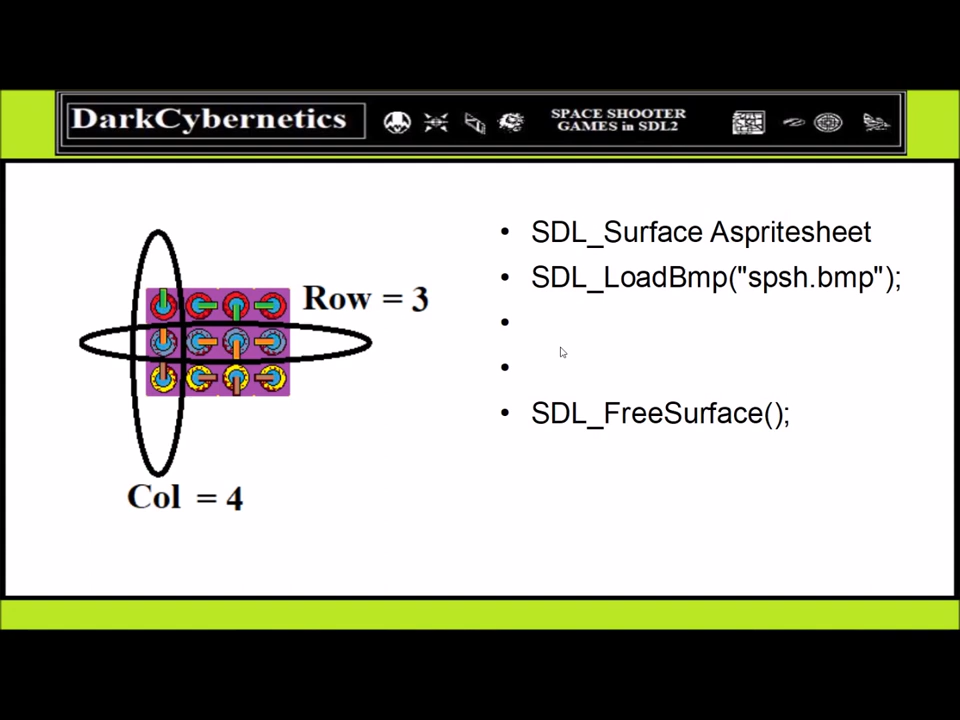 DarkCybernetics
SPACE SHOOTER
GAMES in SDL2
Row = 3
Col = 4
• SDL_Surface Aspritesheet
• SDL_LoadBmp("spsh.bmp");
•
•
• SDL_FreeSurface();